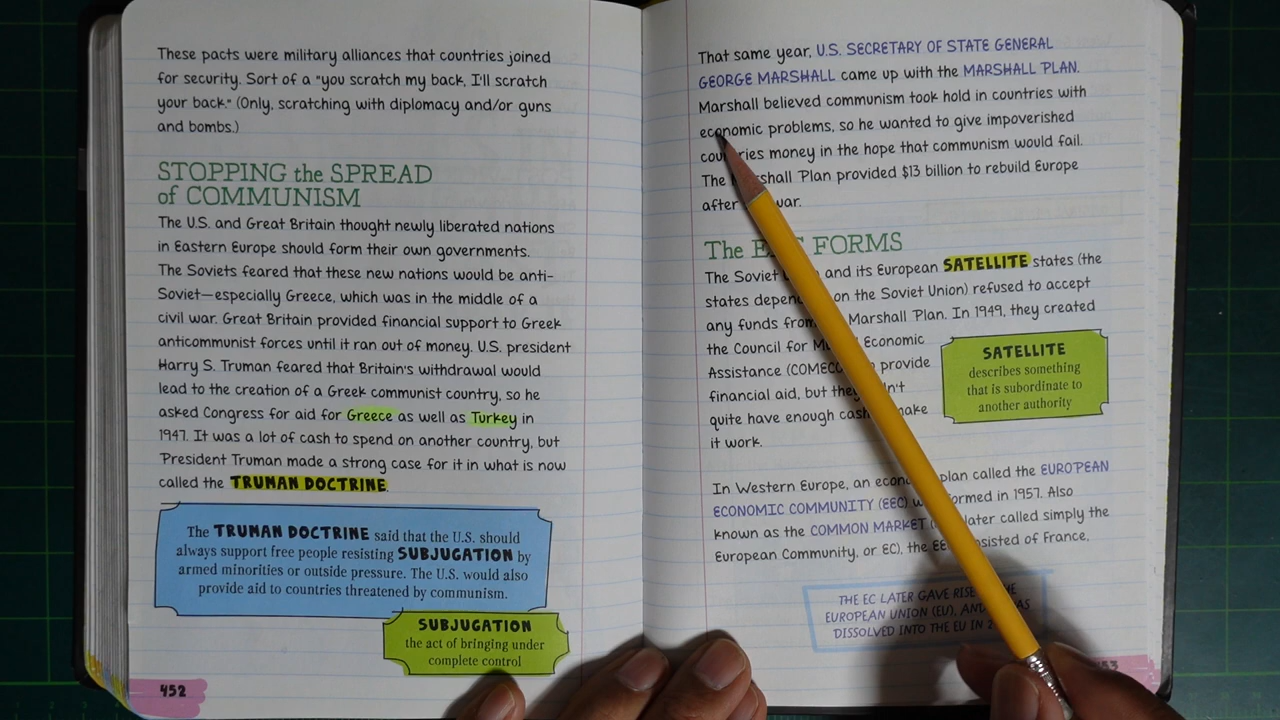 These pacts were military alliances that countries joined
for security. Sort of a "you scratch my back, I'll scratch
your back." (Only, scratching with diplomacy and/or guns
and bombs.)
STOPPING the SPREAD
of COMMUNISM
The U.S. and Great Britain thought newly liberated nations
in Eastern Europe should form their own governments.
The Soviets feared that these new nations would be anti-
Soviet—especially Greece, which was in the middle of a
civil war. Great Britain provided financial support to Greek
anticommunist forces until it ran out of money. U.S. president
Harry S. Truman feared that Britain's withdrawal would
lead to the creation of a Greek communist country, so he
asked Congress for aid for Greece as well as Turkey in
1947. It was a lot of cash to spend on another country, but
President Truman made a strong case for it in what is now
called the TRUMAN DOCTRINE.
The TRUMAN DOCTRINE said that the U.S. should
always support free people resisting SUBJUGATION by
armed minorities or outside pressure. The U.S. would also
provide aid to countries threatened by communism.
SUBJUGATION
the act of bringing under
complete control
452
That same year, U.S. SECRETARY OF STATE GENERAL
GEORGE MARSHALL came up with the MARSHALL PLAN.
Marshall believed communism took hold in countries with
economic problems, so he wanted to give impoverished
countries money in the hope that communism would fail.
The Marshall Plan provided $13 billion to rebuild Europe
after war.
The FORMS
The Soviet and its European SATELLITE states (the
states on the Soviet Union) refused to accept
any funds from Marshall Plan. In 1949, they created
the Council for Economic
Assistance provide
financial aid, but they
quite have enough cash make
it work.
SATELLITE
describes something
that is subordinate to
another authority
In Western Europe, an plan called the EUROPEAN
ECONOMIC COMMUNITY (EEC) formed in 1957. Also
known as the COMMON MARKET later called simply the
European Community, or EC), the of France,
THE EC LATER GAVE RISE
EUROPEAN UNION (EU),
DISSOLVED INTO THE EU IN